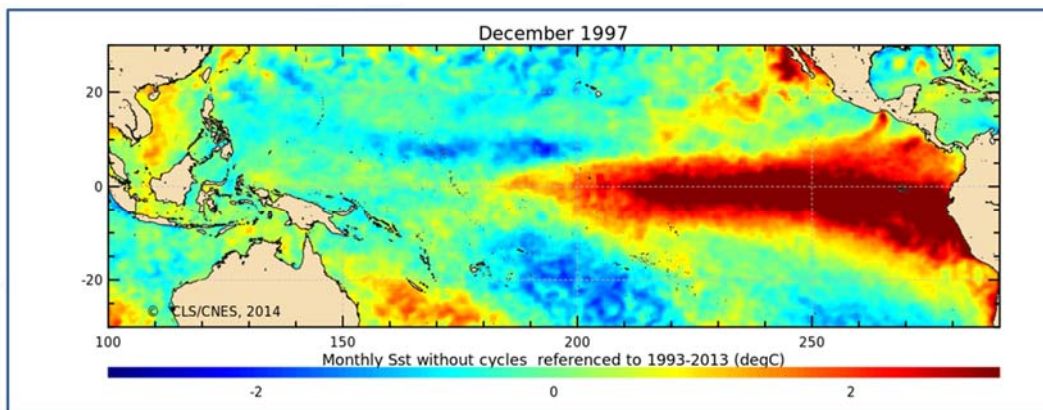 December 1997
20
0
-20
© CLS/CNES, 2014
100 150 200 250
Monthly Sst without cycles referenced to 1993-2013 (degC)
-2 0 2